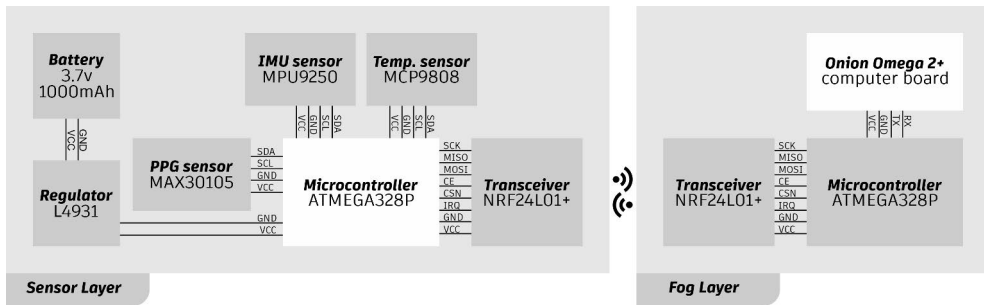 Battery
3.7v
1000mAh
VCC
GND
Regulator
L4931
IMU sensor
MPU9250
VCC
GND
SCL
SDA
Temp. sensor
MCP9808
VCC
GND
SCL
SDA
PPG sensor
MAX30105
SDA
SCL
GND
VCC
GND
VCC
Microcontroller
ATMEGA328P
SCK
MISO
MOSI
CE
CSN
IRQ
GND
VCC
Transceiver
NRF24L01+
Sensor Layer
Onion Omega 2+
computer board
VCC
GND
TX
RX
Transceiver
NRF24L01+
SCK
MISO
MOSI
CE
CSN
IRQ
GND
VCC
Microcontroller
ATMEGA328P
Fog Layer